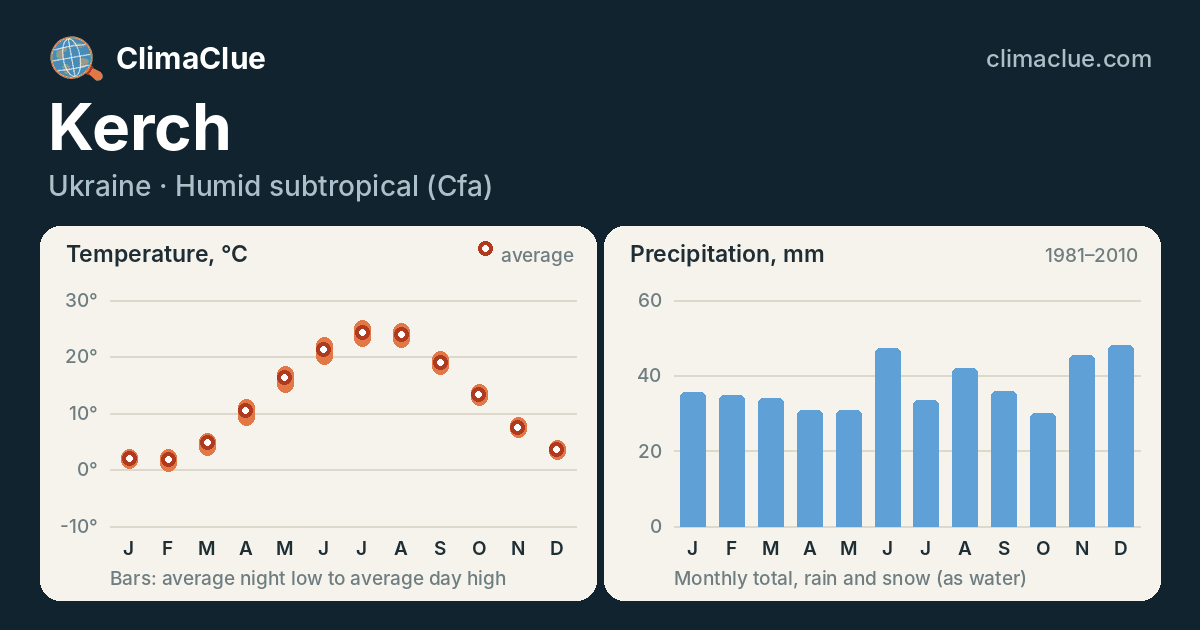 ClimaClue
climaclue.com
Kerch
Ukraine · Humid subtropical (Cfa)
Temperature, °C
average
30°
20°
10°
0°
-10°
J F M A M J J A S O N D
Bars: average night low to average day high
Precipitation, mm
1981–2010
60
40
20
0
J F M A M J J A S O N D
Monthly total, rain and snow (as water)